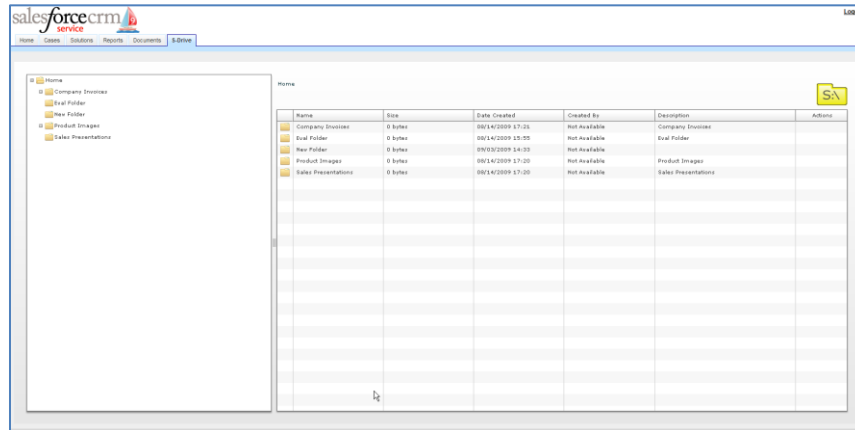 salesforcecrm
service
Log
Home Cases Solutions Reports Documents S-Drive
Home
Company Invoices
Eval Folder
New Folder
Product Images
Sales Presentations
Home
S:\
Name Size Date Created Created By Description Actions
Company Invoices 0 bytes 08/14/2009 17:21 Not Available Company Invoices
Eval Folder 0 bytes 08/14/2009 15:55 Not Available Eval Folder
New Folder 0 bytes 09/03/2009 14:33 Not Available
Product Images 0 bytes 08/14/2009 17:20 Not Available Product Images
Sales Presentations 0 bytes 08/14/2009 17:20 Not Available Sales Presentations